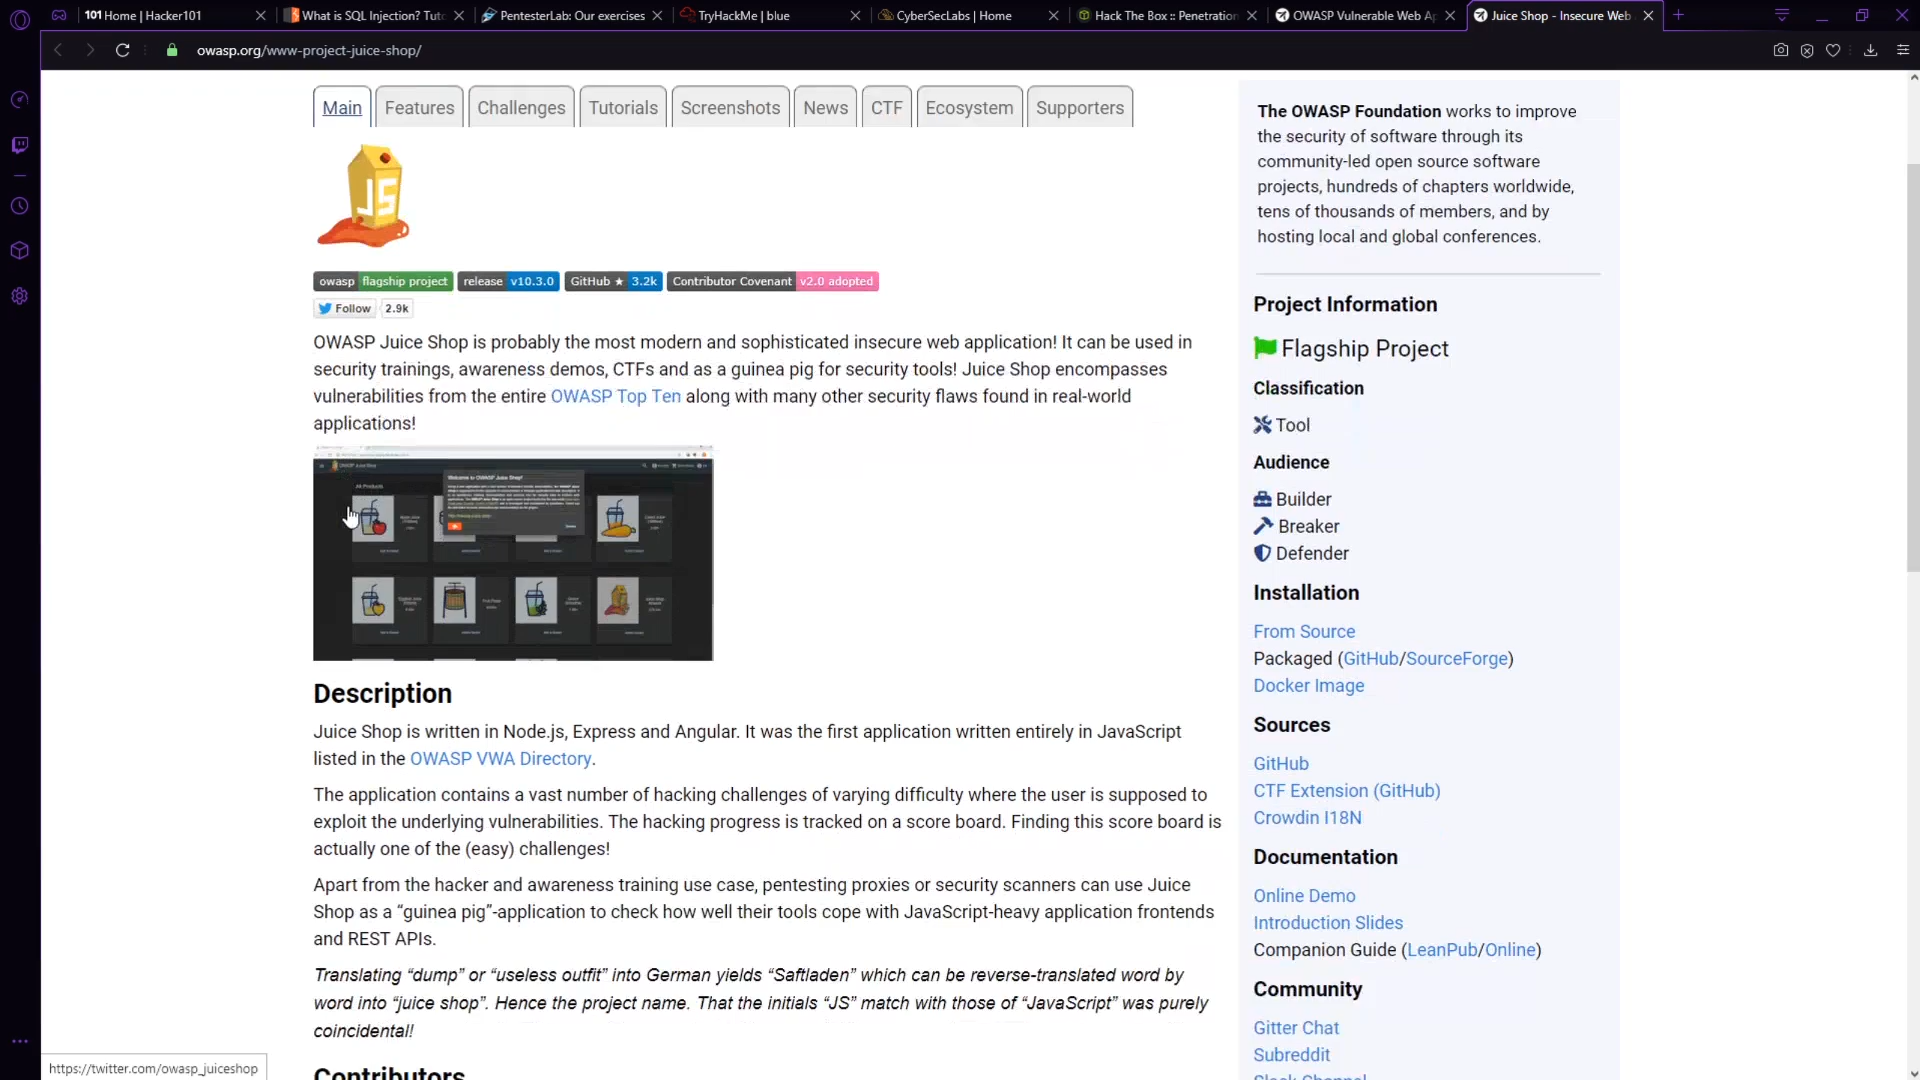 101 Home | Hacker101
What is SQL Injection? Tuto
PentesterLab: Our exercises
TryHackMe | blue
CyberSecLabs | Home
Hack The Box :: Penetration
OWASP Vulnerable Web Ap
Juice Shop - Insecure Web
owasp.org/www-project-juice-shop/
Main
Features
Challenges
Tutorials
Screenshots
News
CTF
Ecosystem
Supporters
JS
owasp flagship project
release v10.3.0
GitHub ★ 3.2k
Contributor Covenant v2.0 adopted
Follow 2.9k
OWASP Juice Shop is probably the most modern and sophisticated insecure web application! It can be used in
security trainings, awareness demos, CTFs and as a guinea pig for security tools! Juice Shop encompasses
vulnerabilities from the entire OWASP Top Ten along with many other security flaws found in real-world
applications!
OWASP Juice Shop
All Products
Welcome to OWASP Juice Shop!
Description
Juice Shop is written in Node.js, Express and Angular. It was the first application written entirely in JavaScript
listed in the OWASP VWA Directory.
The application contains a vast number of hacking challenges of varying difficulty where the user is supposed to
exploit the underlying vulnerabilities. The hacking progress is tracked on a score board. Finding this score board is
actually one of the (easy) challenges!
Apart from the hacker and awareness training use case, pentesting proxies or security scanners can use Juice
Shop as a “guinea pig”-application to check how well their tools cope with JavaScript-heavy application frontends
and REST APIs.
Translating “dump” or “useless outfit” into German yields “Saftladen” which can be reverse-translated word by
word into “juice shop”. Hence the project name. That the initials “JS” match with those of “JavaScript” was purely
coincidental!
Contributors
The OWASP Foundation works to improve
the security of software through its
community-led open source software
projects, hundreds of chapters worldwide,
tens of thousands of members, and by
hosting local and global conferences.
Project Information
Flagship Project
Classification
Tool
Audience
Builder
Breaker
Defender
Installation
From Source
Packaged (GitHub/SourceForge)
Docker Image
Sources
GitHub
CTF Extension (GitHub)
Crowdin I18N
Documentation
Online Demo
Introduction Slides
Companion Guide (LeanPub/Online)
Community
Gitter Chat
Subreddit
Slack Channel
https://twitter.com/owasp_juiceshop